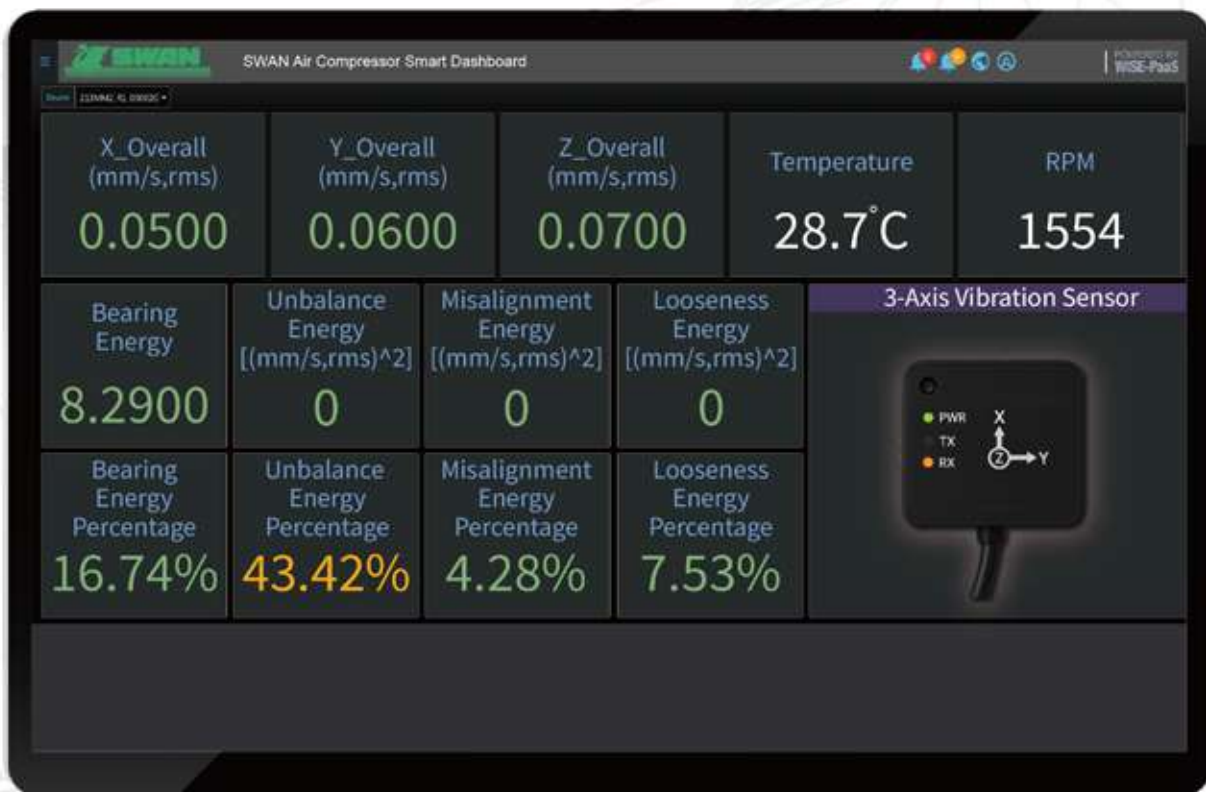 SWAN
SWAN Air Compressor Smart Dashboard
POWERED BY
WISE-PaaS
X_Overall
(mm/s,rms)
0.0500
Y_Overall
(mm/s,rms)
0.0600
Z_Overall
(mm/s,rms)
0.0700
Temperature
28.7°C
RPM
1554
Bearing
Energy
8.2900
Unbalance
Energy
[(mm/s,rms)^2]
0
Misalignment
Energy
[(mm/s,rms)^2]
0
Looseness
Energy
[(mm/s,rms)^2]
0
3-Axis Vibration Sensor
PWR
TX
RX
X
Z
Y
Bearing
Energy
Percentage
16.74%
Unbalance
Energy
Percentage
43.42%
Misalignment
Energy
Percentage
4.28%
Looseness
Energy
Percentage
7.53%